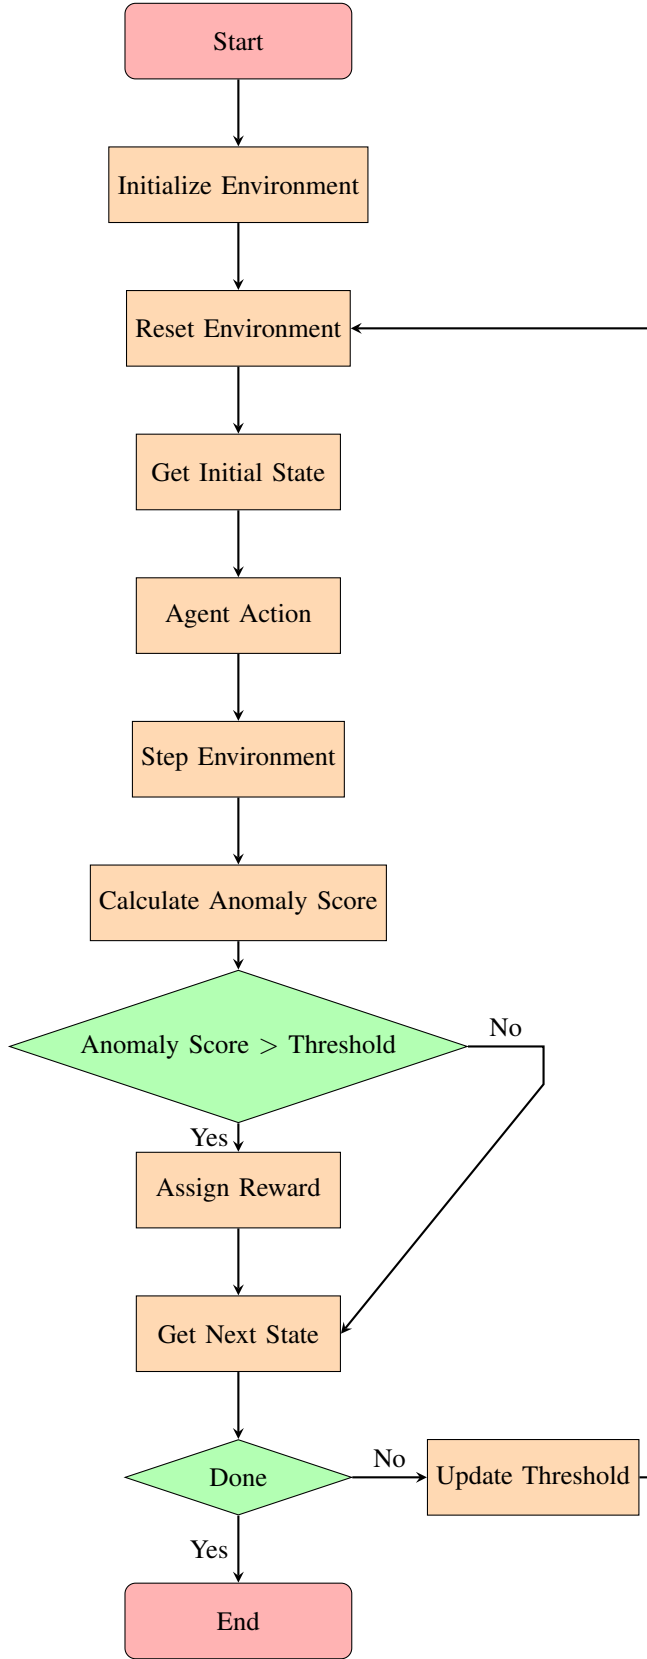 Start
Initialize Environment
Reset Environment
Get Initial State
Agent Action
Step Environment
Calculate Anomaly Score
Anomaly Score > Threshold
No
Yes
Assign Reward
Get Next State
Done
No
Update Threshold
Yes
End